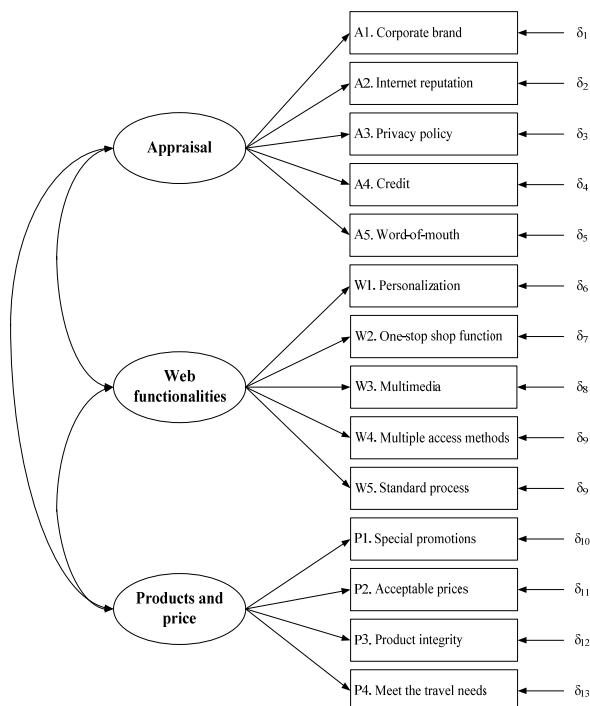 A1. Corporate brand δ1
A2. Internet reputation δ2
Appraisal
A3. Privacy policy δ3
A4. Credit δ4
A5. Word-of-mouth δ5
W1. Personalization δ6
W2. One-stop shop function δ7
Web
functionalities
W3. Multimedia δ8
W4. Multiple access methods δ9
W5. Standard process δ9
P1. Special promotions δ10
Products and
price
P2. Acceptable prices δ11
P3. Product integrity δ12
P4. Meet the travel needs δ13